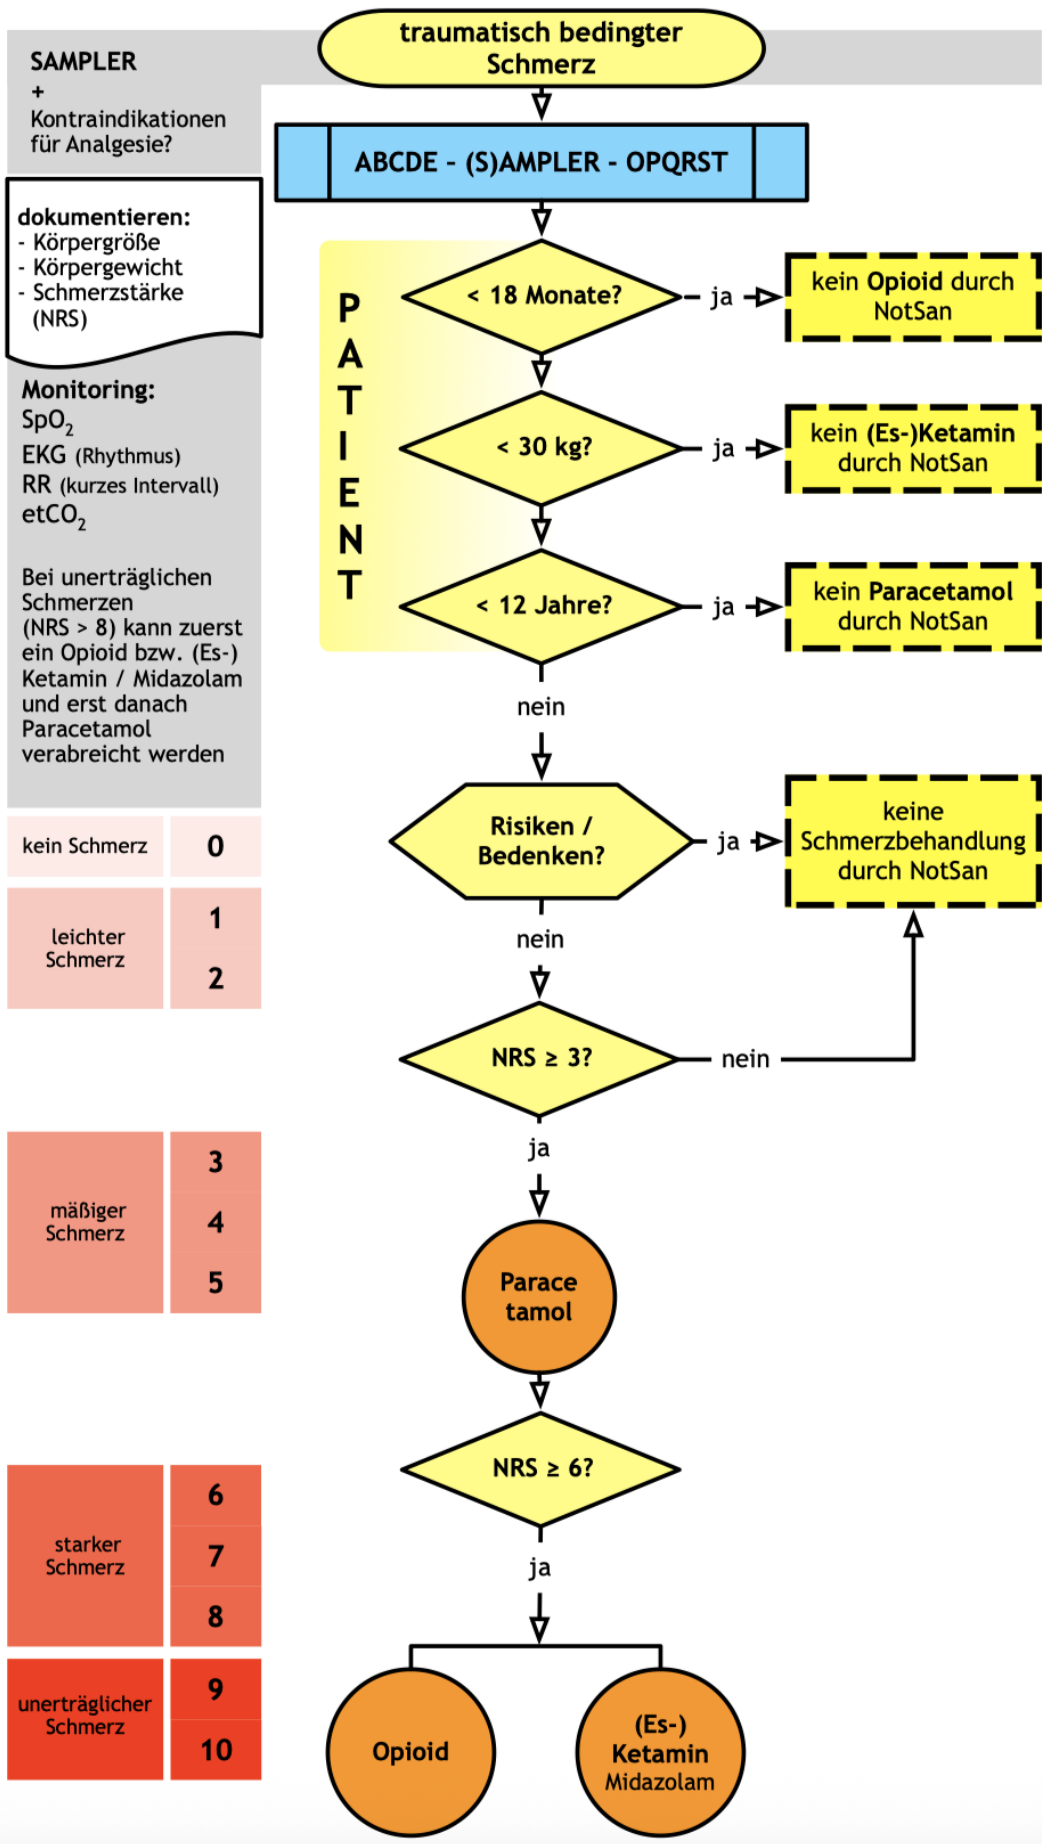 traumatisch bedingter
Schmerz
SAMPLER
+
Kontraindikationen
für Analgesie?
ABCDE - (S)AMPLER - OPQRST
dokumentieren:
- Körpergröße
- Körpergewicht
- Schmerzstärke
(NRS)
Monitoring:
SpO₂
EKG (Rhythmus)
RR (kurzes Intervall)
etCO₂
Bei unerträglichen
Schmerzen
(NRS > 8) kann zuerst
ein Opioid bzw. (Es-)
Ketamin / Midazolam
und erst danach
Paracetamol
verabreicht werden
PATIENT
< 18 Monate?
ja
kein Opioid durch
NotSan
< 30 kg?
ja
kein (Es-)Ketamin
durch NotSan
< 12 Jahre?
ja
kein Paracetamol
durch NotSan
nein
Risiken /
Bedenken?
ja
keine
Schmerzbehandlung
durch NotSan
nein
NRS ≥ 3?
nein
ja
Parace
tamol
NRS ≥ 6?
ja
Opioid
(Es-)
Ketamin
Midazolam
kein Schmerz
0
leichter
Schmerz
1
2
mäßiger
Schmerz
3
4
5
starker
Schmerz
6
7
8
unerträglicher
Schmerz
9
10